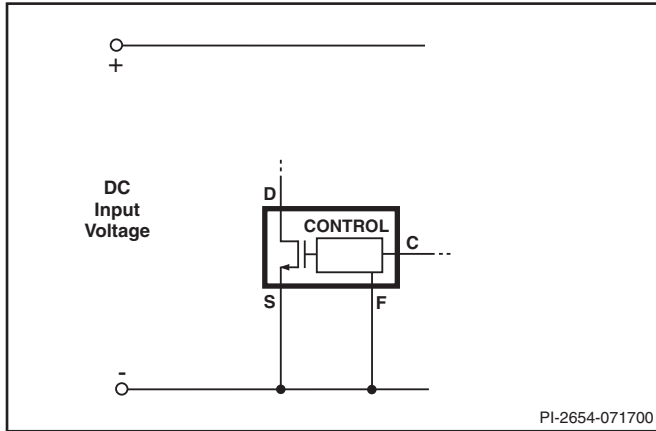 +
DC
Input
Voltage
D
CONTROL
C
S
F
-
PI-2654-071700